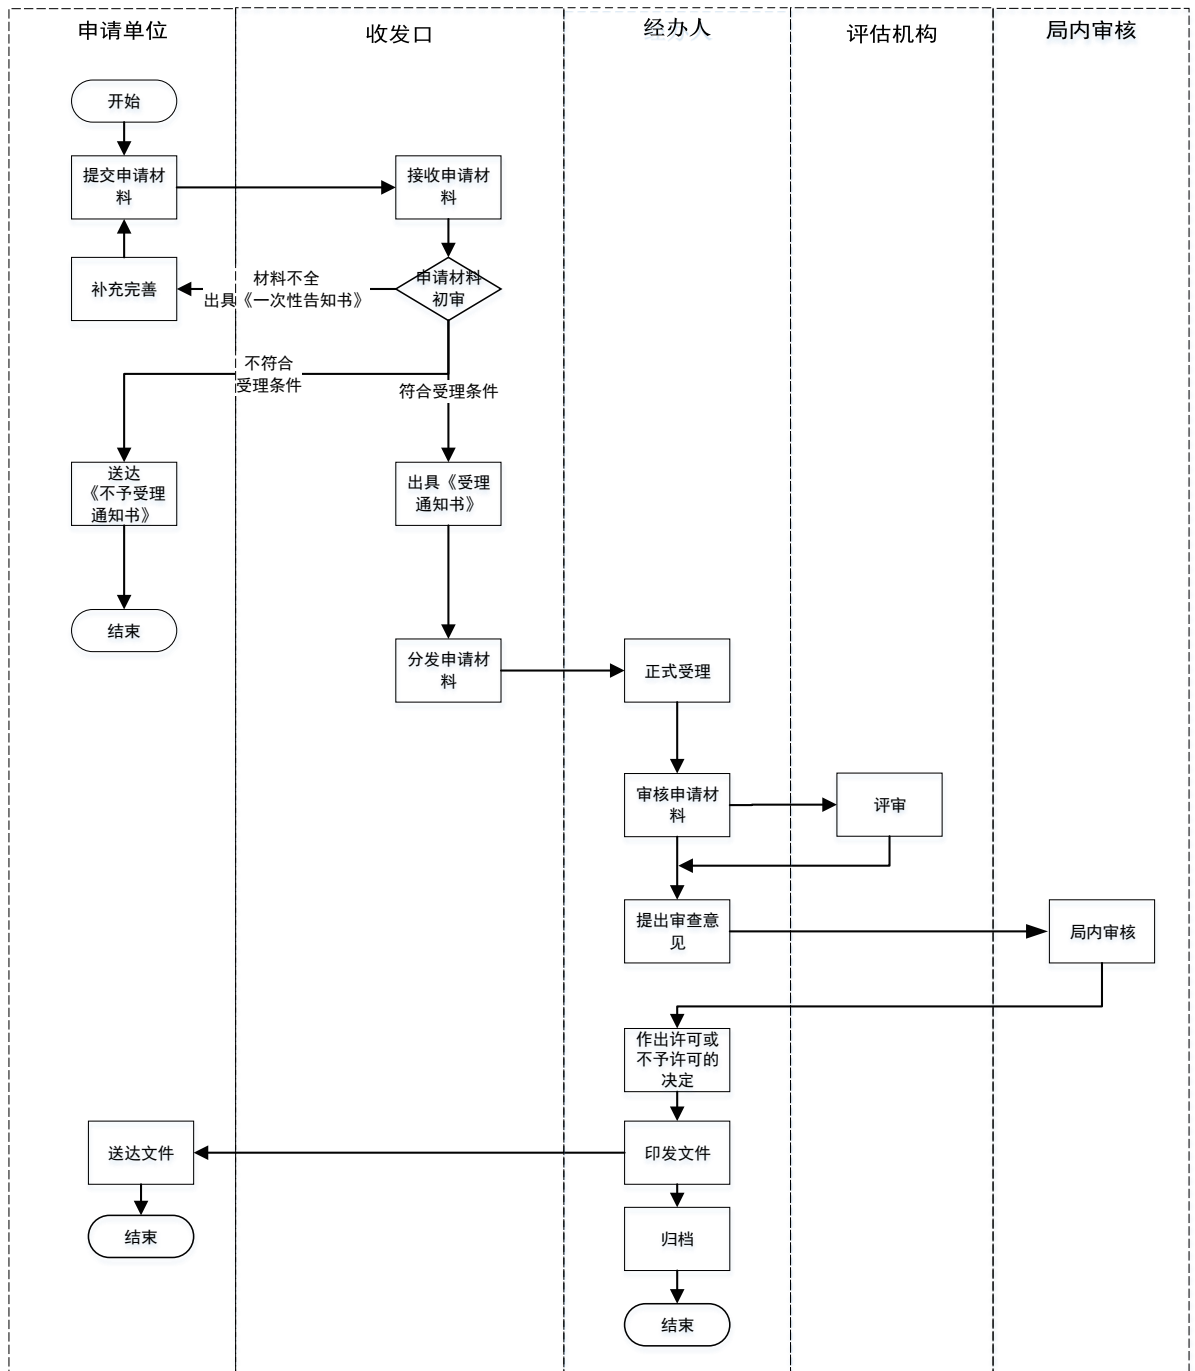 申请单位
收发口
经办人
评估机构
局内审核
开始
提交申请材
料
接收申请材
料
补充完善
材料不全
出具《一次性告知书》
申请材料
初审
不符合
受理条件
符合受理条件
送达
《不予受理
通知书》
出具《受理
通知书》
结束
分发申请材
料
正式受理
审核申请材
料
评审
提出审查意
见
局内审核
作出许可或
不予许可的
决定
送达文件
印发文件
结束
归档
结束